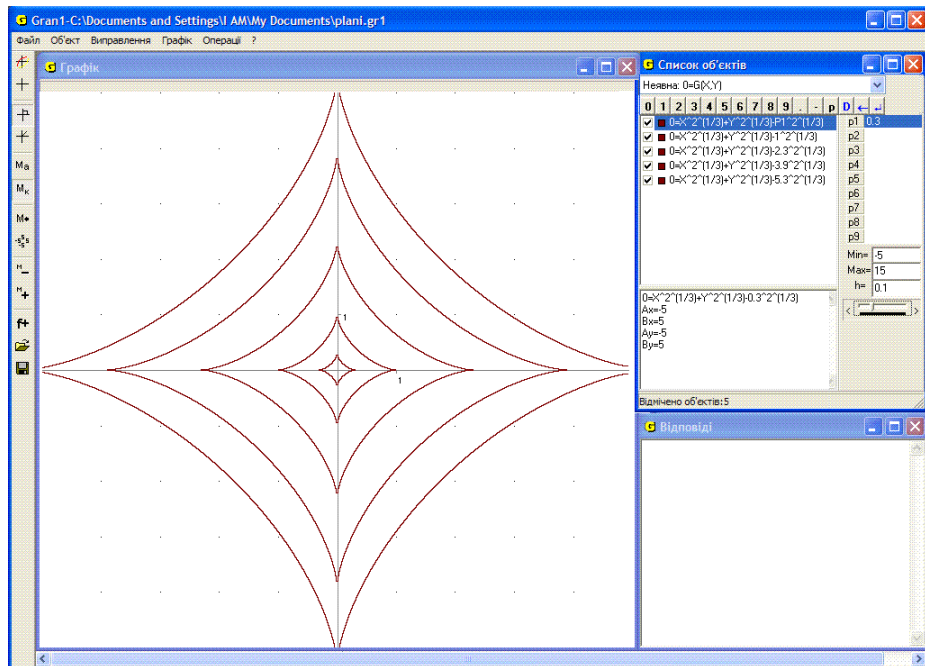 Gran1-C:\Documents and Settings\I AM\My Documents\plani.gr1
Файл Об'єкт Виправлення Графік Операції ?
Графік
1
1
Ma
Mк
M+
-sss
M-
M+
f+
Список об'єктів
Неявна: 0=G(X,Y)
0 1 2 3 4 5 6 7 8 9 . - p D ← ↵
0=X^2^(1/3)+Y^2^(1/3)-P1^2^(1/3)
0=X^2^(1/3)+Y^2^(1/3)-1^2^(1/3)
0=X^2^(1/3)+Y^2^(1/3)-2.3^2^(1/3)
0=X^2^(1/3)+Y^2^(1/3)-3.9^2^(1/3)
0=X^2^(1/3)+Y^2^(1/3)-5.3^2^(1/3)
p1 0.3
p2
p3
p4
p5
p6
p7
p8
p9
Min= -5
Max= 15
h= 0.1
0=X^2^(1/3)+Y^2^(1/3)-0.3^2^(1/3)
Ax=-5
Bx=5
Ay=-5
By=5
Відмічено об'єктів:5
Відповіді